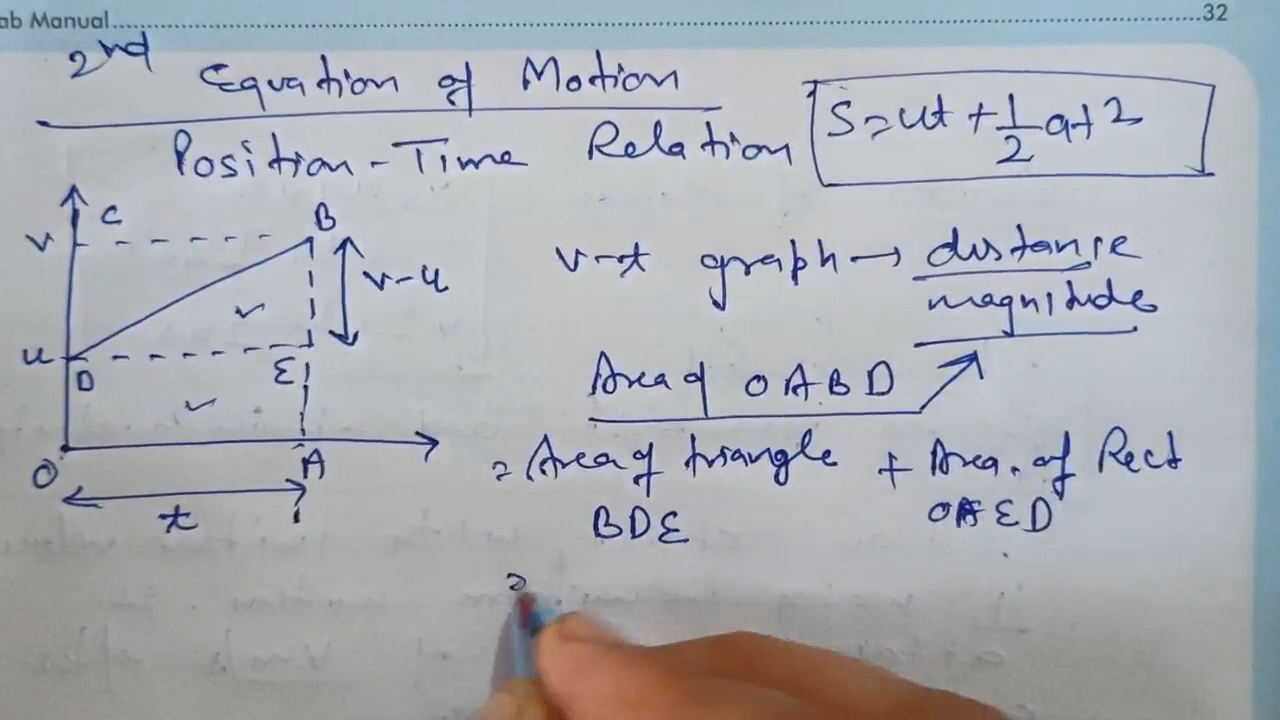 ab Manual....................32
2nd Equation of Motion
Position - Time Relation
S = ut + 1/2 at2
v
C
B
v-u
u
D
E
O
A
t
v-t graph → distance
magnitude
Area of OABD
= Area of triangle + Area. of Rect
BDE OAED
=